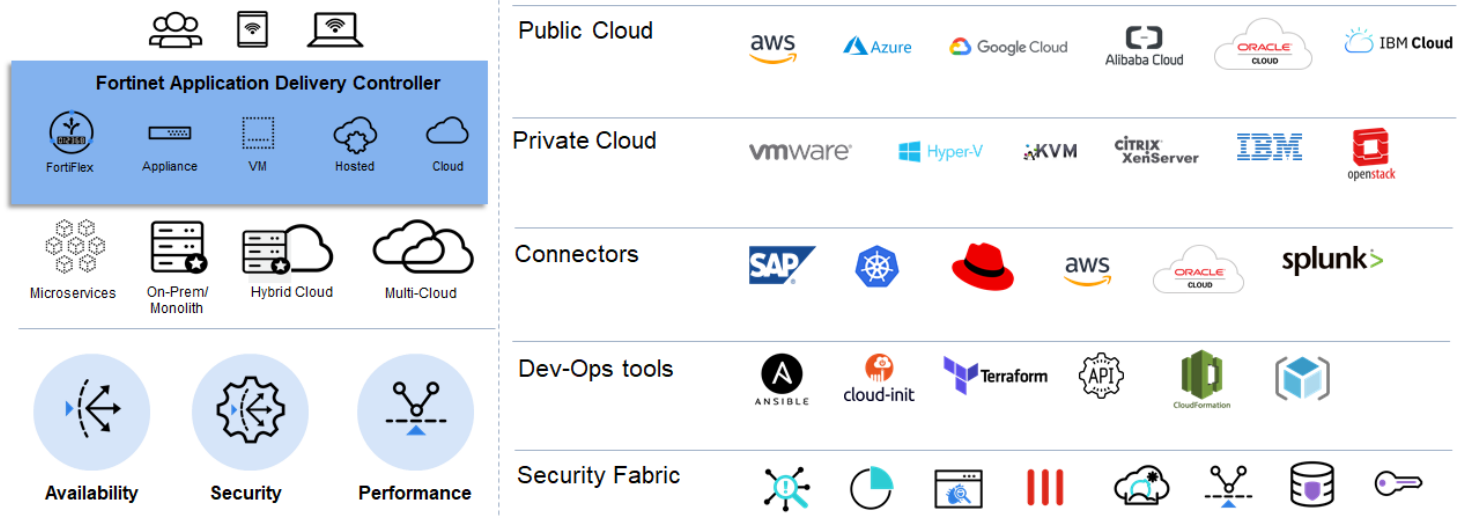 Fortinet Application Delivery Controller
FortiFlex
Appliance
VM
Hosted
Cloud
Microservices
On-Prem/
Monolith
Hybrid Cloud
Multi-Cloud
Availability
Security
Performance
Public Cloud
aws
Azure
Google Cloud
Alibaba Cloud
ORACLE
CLOUD
IBM Cloud
Private Cloud
vmware
Hyper-V
KVM
CİTRIX
XenServer
IBM
openstack
Connectors
SAP
aws
ORACLE
CLOUD
splunk>
Dev-Ops tools
A
ANSIBLE
cloud-init
Terraform
API
CloudFormation
Security Fabric